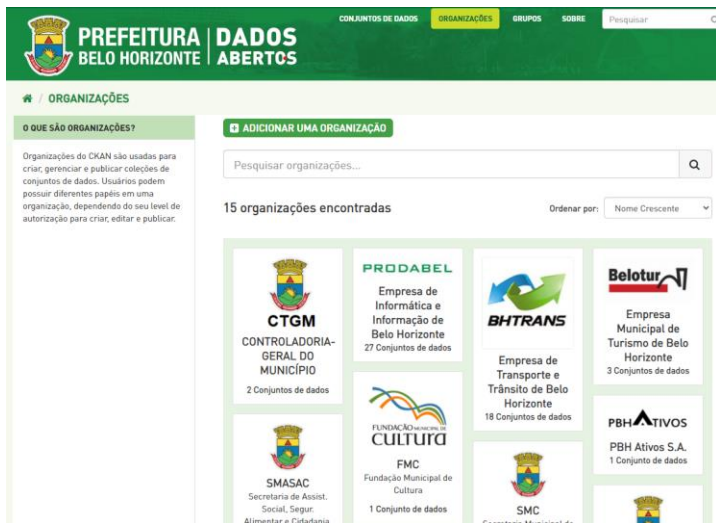 CONJUNTOS DE DADOS ORGANIZAÇÕES GRUPOS SOBRE Pesquisar
PREFEITURA DADOS
BELO HORIZONTE ABERTOS
/ ORGANIZAÇÕES
O QUE SÃO ORGANIZAÇÕES?
Organizações do CKAN são usadas para
criar, gerenciar e publicar coleções de
conjuntos de dados. Usuários podem
possuir diferentes papéis em uma
organização, dependendo do seu level de
autorização para criar, editar e publicar.
ADICIONAR UMA ORGANIZAÇÃO
Pesquisar organizações...
15 organizações encontradas
Ordenar por: Nome Crescente
CTGM
CONTROLADORIA-
GERAL DO
MUNICÍPIO
2 Conjuntos de dados
PRODABEL
Empresa de
Informática e
Informação de
Belo Horizonte
27 Conjuntos de dados
BHTRANS
Empresa de
Transporte e
Trânsito de Belo
Horizonte
18 Conjuntos de dados
Belotur
Empresa
Municipal de
Turismo de Belo
Horizonte
3 Conjuntos de dados
SMASAC
Secretaria de Assist.
Social, Segur.
Alimentar e Cidadania
FUNDAÇÃO MUNICIPAL DE
CULTURA
FMC
Fundação Municipal de
Cultura
1 Conjunto de dados
SMC
Secretaria Municipal de
PBH ATIVOS
PBH Ativos S.A.
1 Conjunto de dados